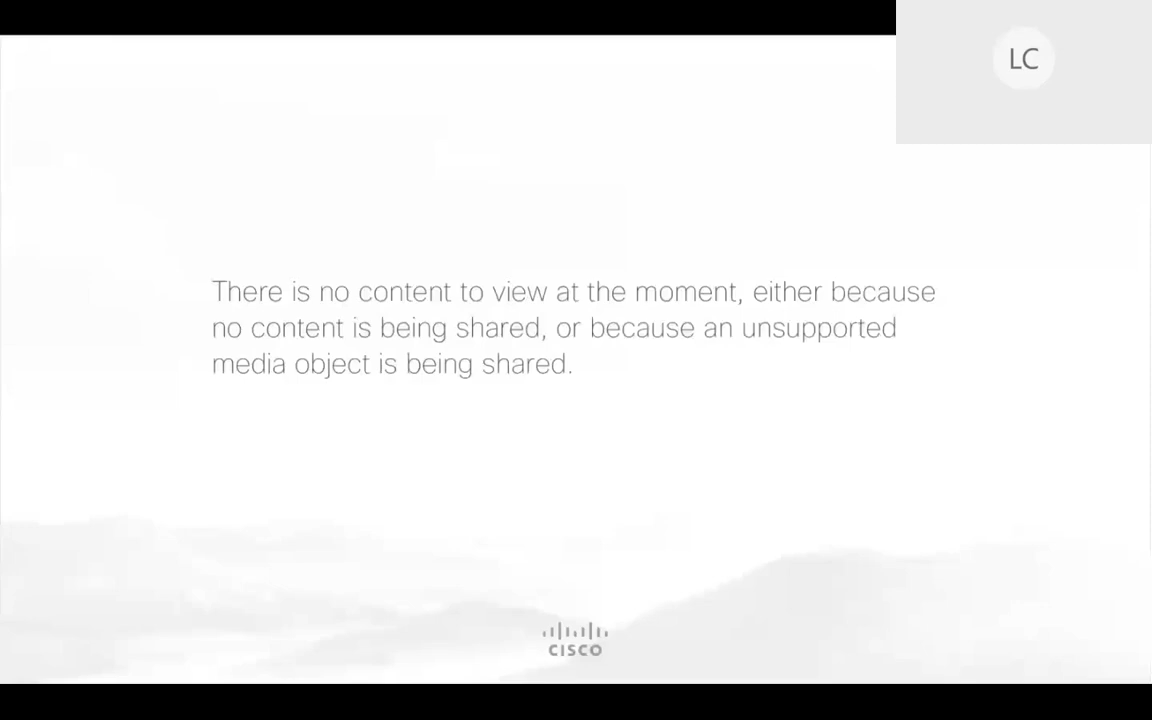 LC
There is no content to view at the moment, either because
no content is being shared, or because an unsupported
media object is being shared.
CISCO